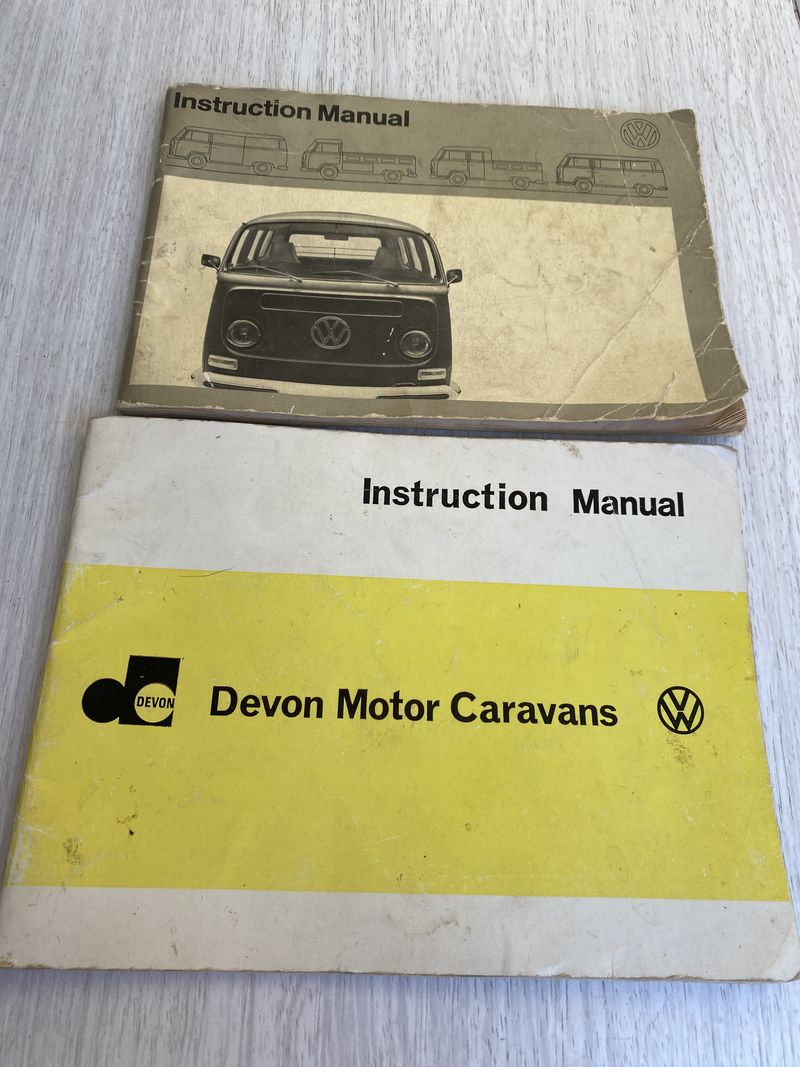 Instruction Manual
Instruction Manual
DEVON
Devon Motor Caravans